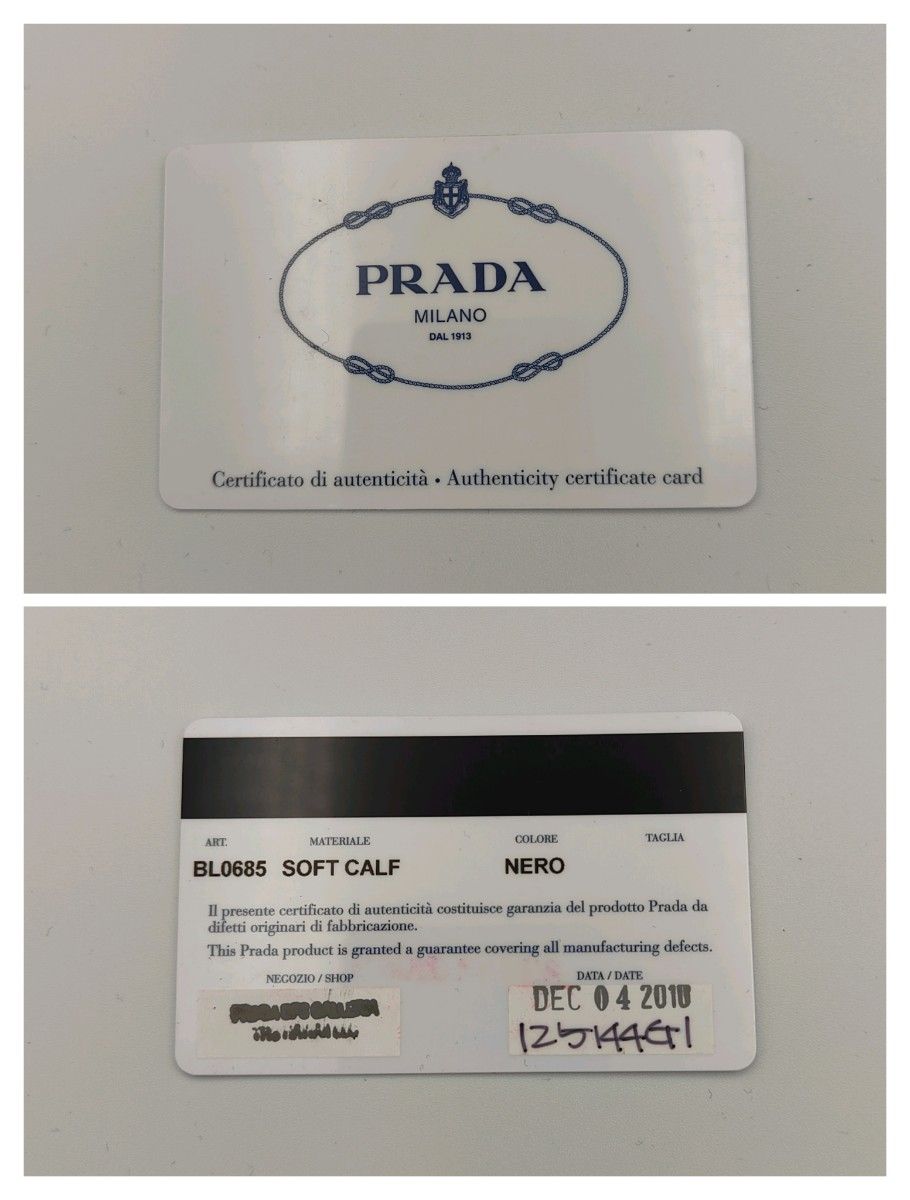 PRADA
MILANO
DAL 1913
Certificato di autenticità • Authenticity certificate card
ART. MATERIALE COLORE TAGLIA
BL0685 SOFT CALF NERO
Il presente certificato di autenticità costituisce garanzia del prodotto Prada da
difetti originari di fabbricazione.
This Prada product is granted a guarantee covering all manufacturing defects.
NEGOZIO / SHOP DATA / DATE
DEC 04 2010